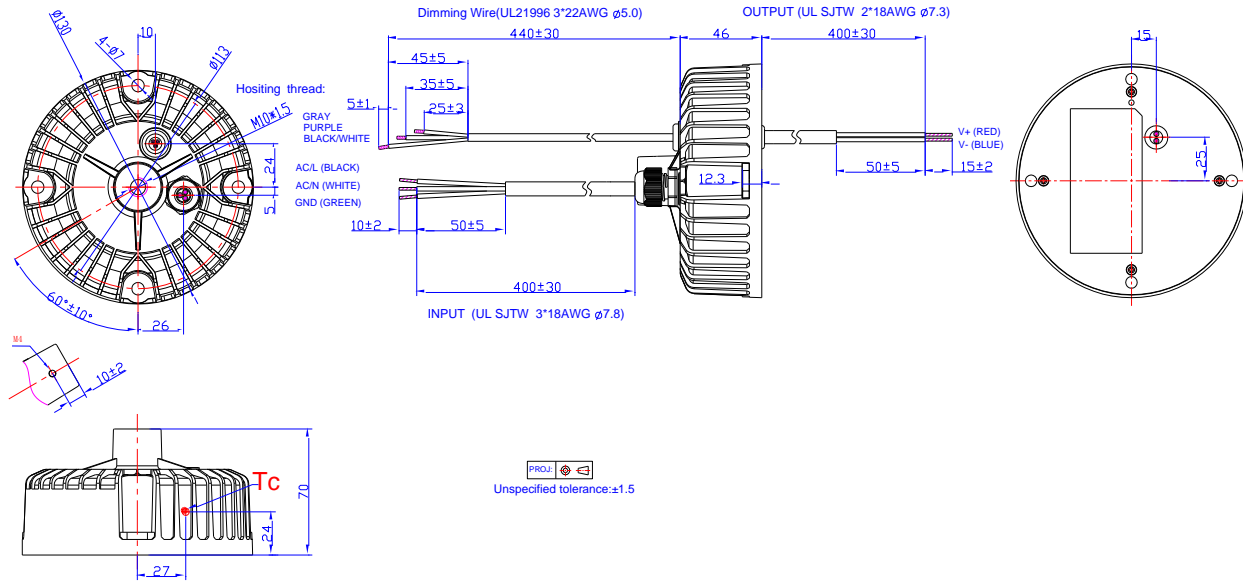 Dimming Wire(UL21996 3*22AWG ø5.0)
OUTPUT (UL SJTW 2*18AWG ø7.3)
ø130
4-ø7
10
ø113
440±30
46
400±30
15
45±5
35±5
25±3
5±1
Hositing thread:
M10*1.5
GRAY
PURPLE
BLACK/WHITE
V+ (RED)
V- (BLUE)
24
5
AC/L (BLACK)
AC/N (WHITE)
GND (GREEN)
12.3
50±5
15±2
25
10±2
50±5
60°±10°
26
400±30
INPUT (UL SJTW 3*18AWG ø7.8)
10±2
Tc
70
24
27
PROJ:
Unspecified tolerance:±1.5